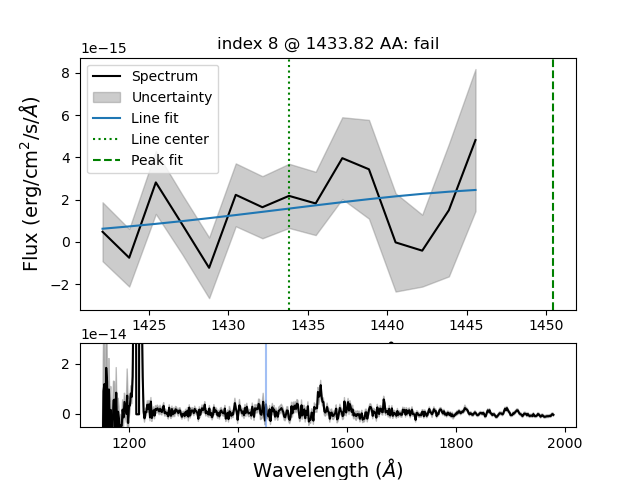 index 8 @ 1433.82 AA: fail
1e−15
Spectrum
Uncertainty
Line fit
Line center
Peak fit
Flux (erg/cm²/s/Å)
8
6
4
2
0
−2
1425 1430 1435 1440 1445 1450
1e−14
2
0
1200 1400 1600 1800 2000
Wavelength (Å)